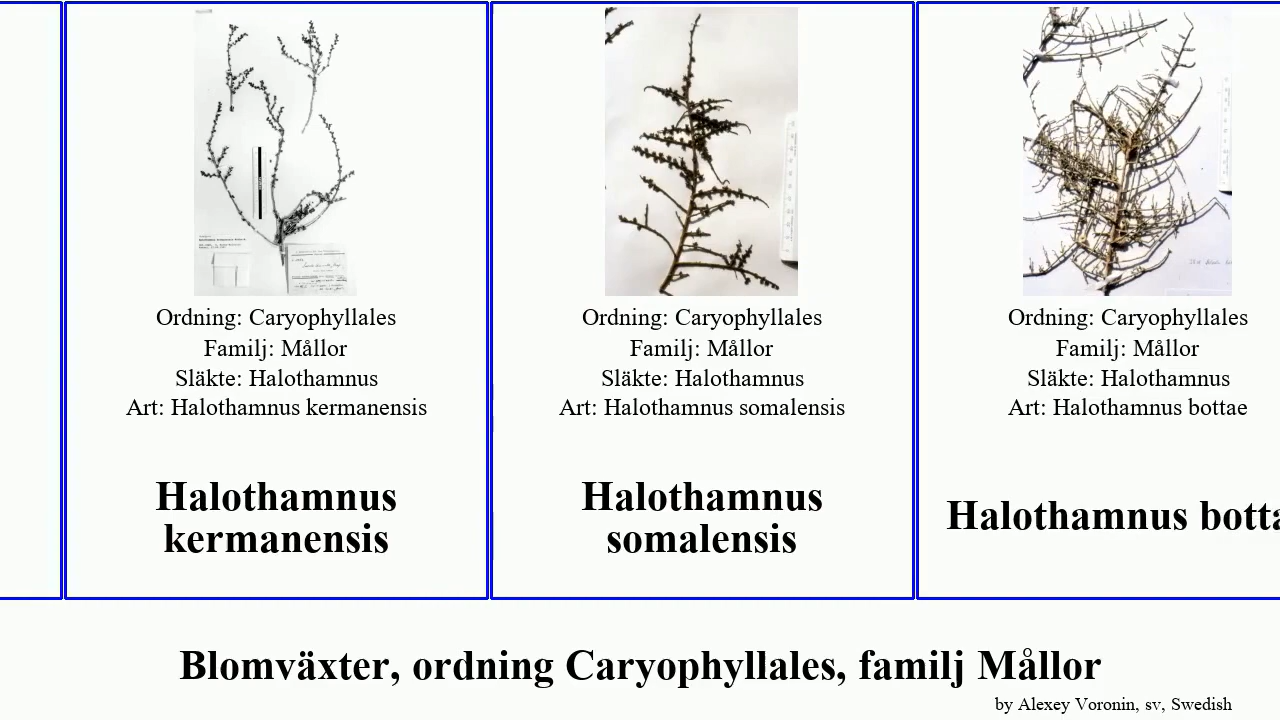 Ordning: Caryophyllales
Familj: Mållor
Släkte: Halothamnus
Art: Halothamnus kermanensis
Halothamnus
kermanensis
Ordning: Caryophyllales
Familj: Mållor
Släkte: Halothamnus
Art: Halothamnus somalensis
Halothamnus
somalensis
Ordning: Caryophyllales
Familj: Mållor
Släkte: Halothamnus
Art: Halothamnus bottae
Halothamnus botta
Blomväxter, ordning Caryophyllales, familj Mållor
by Alexey Voronin, sv, Swedish